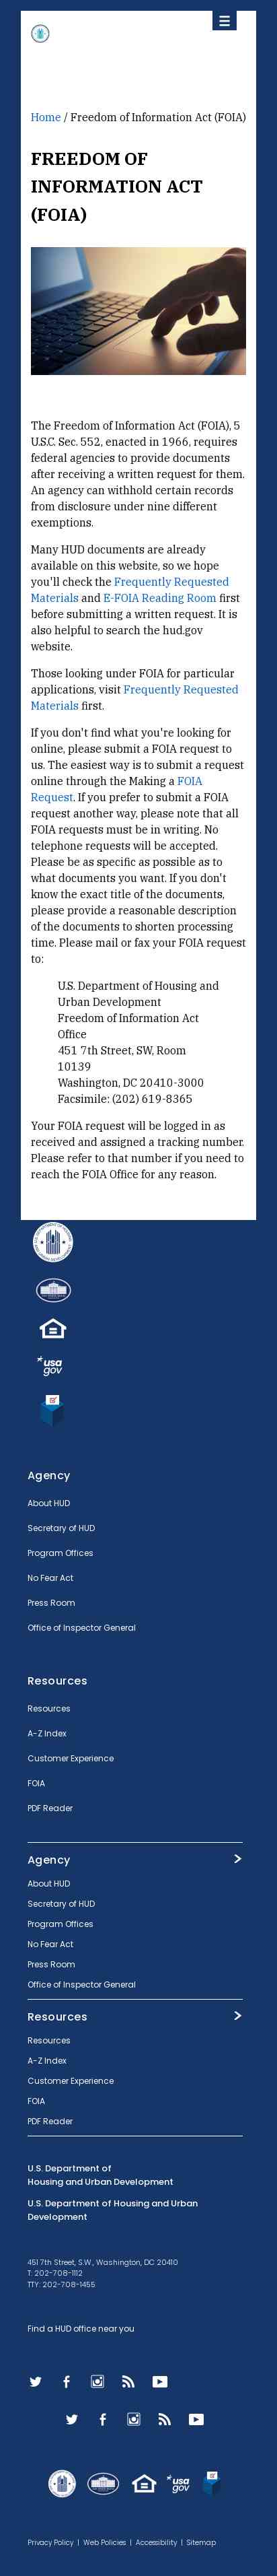 Home / Freedom of Information Act (FOIA)
FREEDOM OF
INFORMATION ACT
(FOIA)
The Freedom of Information Act (FOIA), 5
U.S.C. Sec. 552, enacted in 1966, requires
federal agencies to provide documents
after receiving a written request for them.
An agency can withhold certain records
from disclosure under nine different
exemptions.
Many HUD documents are already
available on this website, so we hope
you'll check the Frequently Requested
Materials and E-FOIA Reading Room first
before submitting a written request. It is
also helpful to search the hud.gov
website.
Those looking under FOIA for particular
applications, visit Frequently Requested
Materials first.
If you don't find what you're looking for
online, please submit a FOIA request to
us. The easiest way is to submit a request
online through the Making a FOIA
Request. If you prefer to submit a FOIA
request another way, please note that all
FOIA requests must be in writing. No
telephone requests will be accepted.
Please be as specific as possible as to
what documents you want. If you don't
know the exact title of the documents,
please provide a reasonable description
of the documents to shorten processing
time. Please mail or fax your FOIA request
to:
U.S. Department of Housing and
Urban Development
Freedom of Information Act
Office
451 7th Street, SW, Room
10139
Washington, DC 20410-3000
Facsimile: (202) 619-8365
Your FOIA request will be logged in as
received and assigned a tracking number.
Please refer to that number if you need to
reach the FOIA Office for any reason.
usa
gov
Agency
About HUD
Secretary of HUD
Program Offices
No Fear Act
Press Room
Office of Inspector General
Resources
Resources
A-Z Index
Customer Experience
FOIA
PDF Reader
Agency
About HUD
Secretary of HUD
Program Offices
No Fear Act
Press Room
Office of Inspector General
Resources
Resources
A-Z Index
Customer Experience
FOIA
PDF Reader
U.S. Department of
Housing and Urban Development
U.S. Department of Housing and Urban
Development
451 7th Street, S.W., Washington, DC 20410
T: 202-708-1112
TTY: 202-708-1455
Find a HUD office near you
usa
gov
Privacy Policy | Web Policies | Accessibility | Sitemap